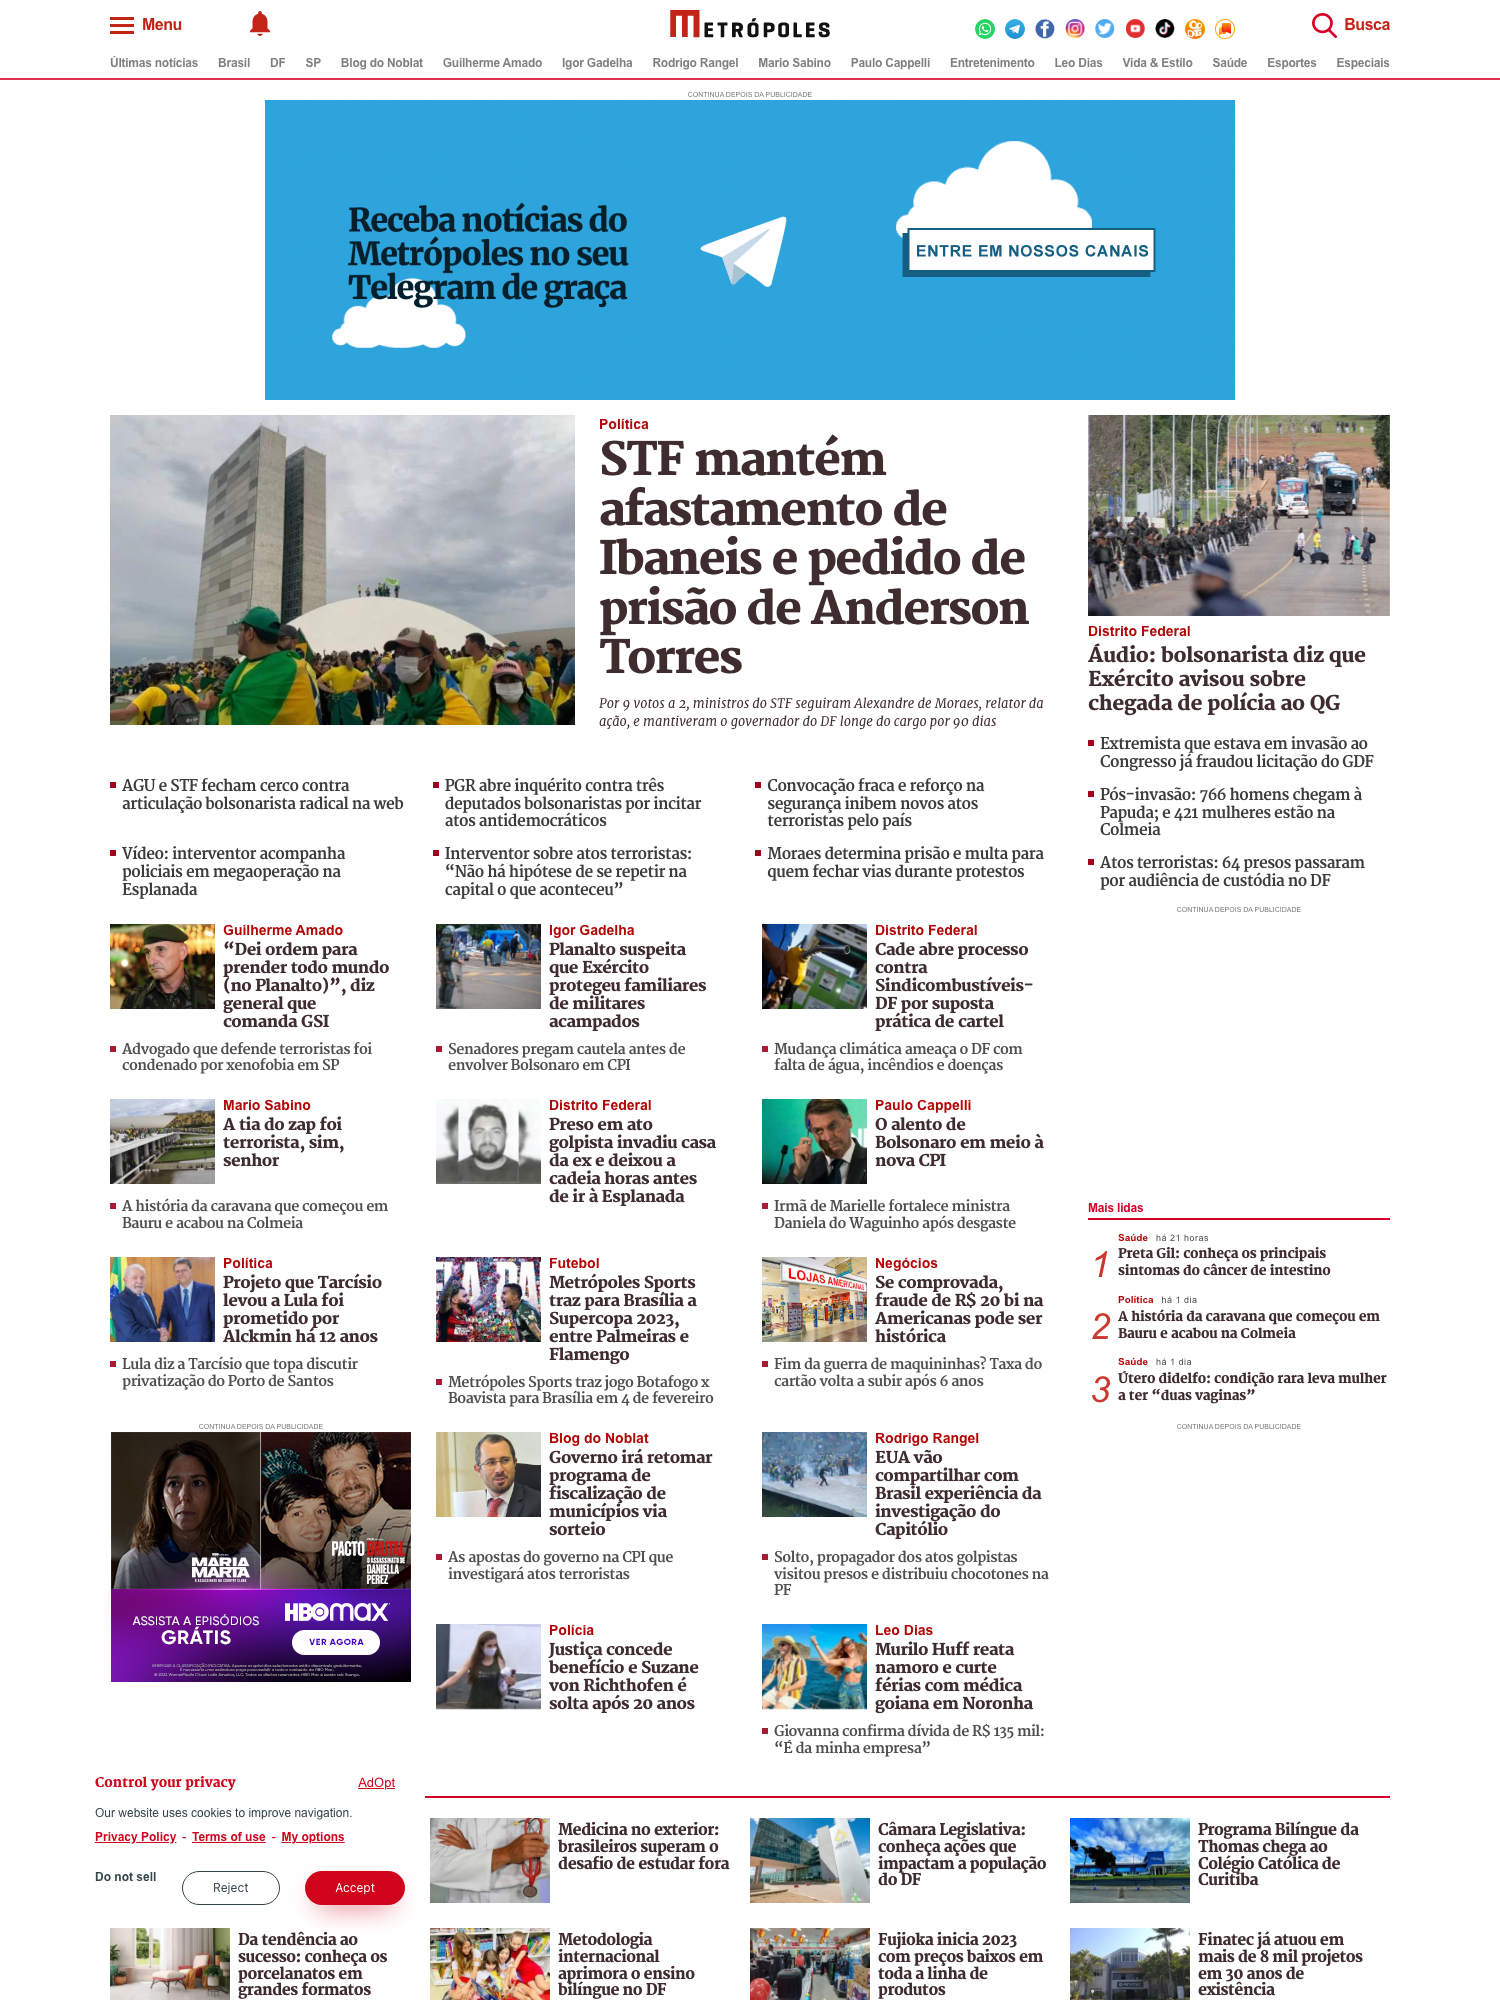 Menu
METRÓPOLES
Busca
Últimas notícias Brasil DF SP Blog do Noblat Guilherme Amado Igor Gadelha Rodrigo Rangel Mario Sabino Paulo Cappelli Entretenimento Leo Dias Vida & Estilo Saúde Esportes Especiais
CONTINUA DEPOIS DA PUBLICIDADE
Receba notícias do
Metrópoles no seu
Telegram de graça
ENTRE EM NOSSOS CANAIS
Política
STF mantém
afastamento de
Ibaneis e pedido de
prisão de Anderson
Torres
Por 9 votos a 2, ministros do STF seguiram Alexandre de Moraes, relator da
ação, e mantiveram o governador do DF longe do cargo por 90 dias
Distrito Federal
Áudio: bolsonarista diz que
Exército avisou sobre
chegada de polícia ao QG
Extremista que estava em invasão ao
Congresso já fraudou licitação do GDF
Pós-invasão: 766 homens chegam à
Papuda; e 421 mulheres estão na
Colmeia
Atos terroristas: 64 presos passaram
por audiência de custódia no DF
CONTINUA DEPOIS DA PUBLICIDADE
AGU e STF fecham cerco contra
articulação bolsonarista radical na web
PGR abre inquérito contra três
deputados bolsonaristas por incitar
atos antidemocráticos
Convocação fraca e reforço na
segurança inibem novos atos
terroristas pelo país
Vídeo: interventor acompanha
policiais em megaoperação na
Esplanada
Interventor sobre atos terroristas:
“Não há hipótese de se repetir na
capital o que aconteceu”
Moraes determina prisão e multa para
quem fechar vias durante protestos
Guilherme Amado
“Dei ordem para
prender todo mundo
(no Planalto)”, diz
general que
comanda GSI
Advogado que defende terroristas foi
condenado por xenofobia em SP
Igor Gadelha
Planalto suspeita
que Exército
protegeu familiares
de militares
acampados
Senadores pregam cautela antes de
envolver Bolsonaro em CPI
Distrito Federal
Cade abre processo
contra
Sindicombustíveis-
DF por suposta
prática de cartel
Mudança climática ameaça o DF com
falta de água, incêndios e doenças
Mario Sabino
A tia do zap foi
terrorista, sim,
senhor
A história da caravana que começou em
Bauru e acabou na Colmeia
Distrito Federal
Preso em ato
golpista invadiu casa
da ex e deixou a
cadeia horas antes
de ir à Esplanada
Paulo Cappelli
O alento de
Bolsonaro em meio à
nova CPI
Irmã de Marielle fortalece ministra
Daniela do Waguinho após desgaste
Mais lidas
1
Saúde há 21 horas
Preta Gil: conheça os principais
sintomas do câncer de intestino
2
Política há 1 dia
A história da caravana que começou em
Bauru e acabou na Colmeia
3
Saúde há 1 dia
Útero didelfo: condição rara leva mulher
a ter “duas vaginas”
CONTINUA DEPOIS DA PUBLICIDADE
Política
Projeto que Tarcísio
levou a Lula foi
prometido por
Alckmin há 12 anos
Lula diz a Tarcísio que topa discutir
privatização do Porto de Santos
Futebol
Metrópoles Sports
traz para Brasília a
Supercopa 2023,
entre Palmeiras e
Flamengo
Metrópoles Sports traz jogo Botafogo x
Boavista para Brasília em 4 de fevereiro
LOJAS AMERICANAS
Negócios
Se comprovada,
fraude de R$ 20 bi na
Americanas pode ser
histórica
Fim da guerra de maquininhas? Taxa do
cartão volta a subir após 6 anos
CONTINUA DEPOIS DA PUBLICIDADE
HAPPY
NEW YEAR
MARIA
MARTA
PACTO BRUTAL
O ASSASSINATO DE
DANIELLA
PEREZ
ASSISTA A EPISÓDIOS
GRÁTIS
HBOMAX
VER AGORA
Blog do Noblat
Governo irá retomar
programa de
fiscalização de
municípios via
sorteio
As apostas do governo na CPI que
investigará atos terroristas
Rodrigo Rangel
EUA vão
compartilhar com
Brasil experiência da
investigação do
Capitólio
Solto, propagador dos atos golpistas
visitou presos e distribuiu chocotones na
PF
Polícia
Justiça concede
benefício e Suzane
von Richthofen é
solta após 20 anos
Leo Dias
Murilo Huff reata
namoro e curte
férias com médica
goiana em Noronha
Giovanna confirma dívida de R$ 135 mil:
“É da minha empresa”
Control your privacy
AdOpt
Our website uses cookies to improve navigation.
Privacy Policy - Terms of use - My options
Do not sell
Reject
Accept
Medicina no exterior:
brasileiros superam o
desafio de estudar fora
Câmara Legislativa:
conheça ações que
impactam a população
do DF
Programa Bilíngue da
Thomas chega ao
Colégio Católica de
Curitiba
Da tendência ao
sucesso: conheça os
porcelanatos em
grandes formatos
Metodologia
internacional
aprimora o ensino
bilíngue no DF
Fujioka inicia 2023
com preços baixos em
toda a linha de
produtos
Finatec já atuou em
mais de 8 mil projetos
em 30 anos de
existência